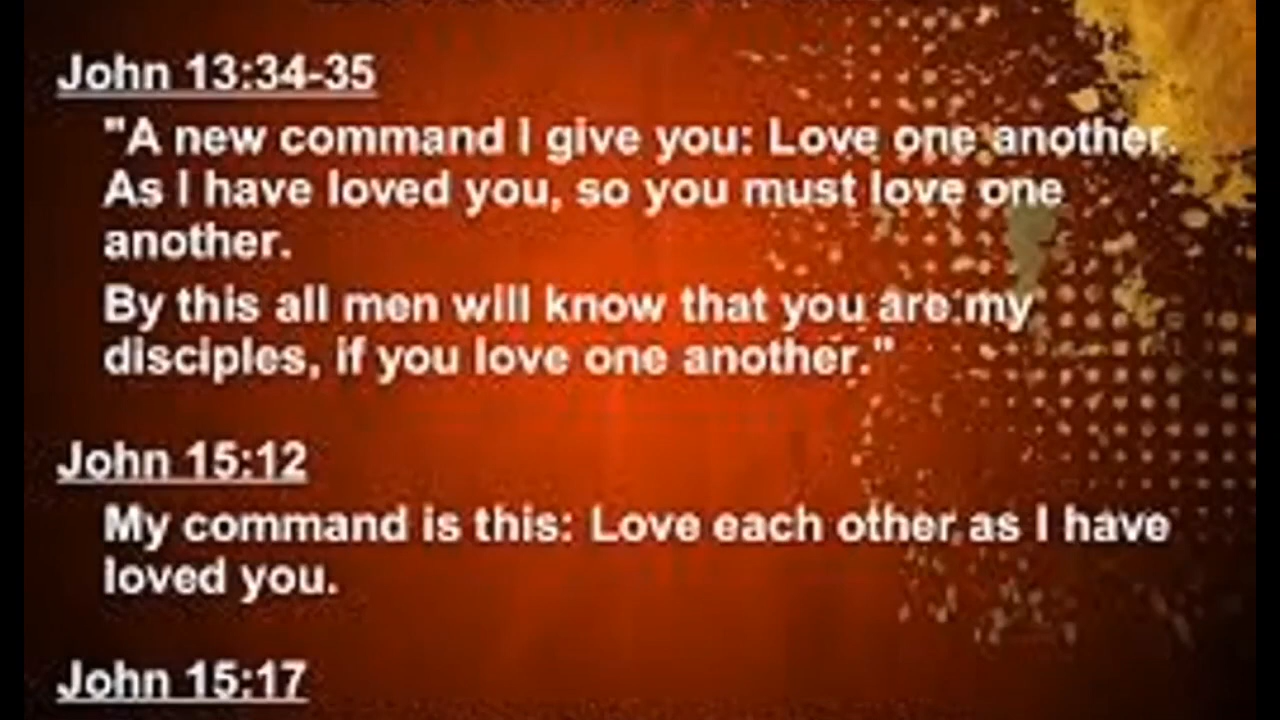 John 13:34-35
"A new command I give you: Love one another.
As I have loved you, so you must love one
another.
By this all men will know that you are my
disciples, if you love one another."
John 15:12
My command is this: Love each other as I have
loved you.
John 15:17